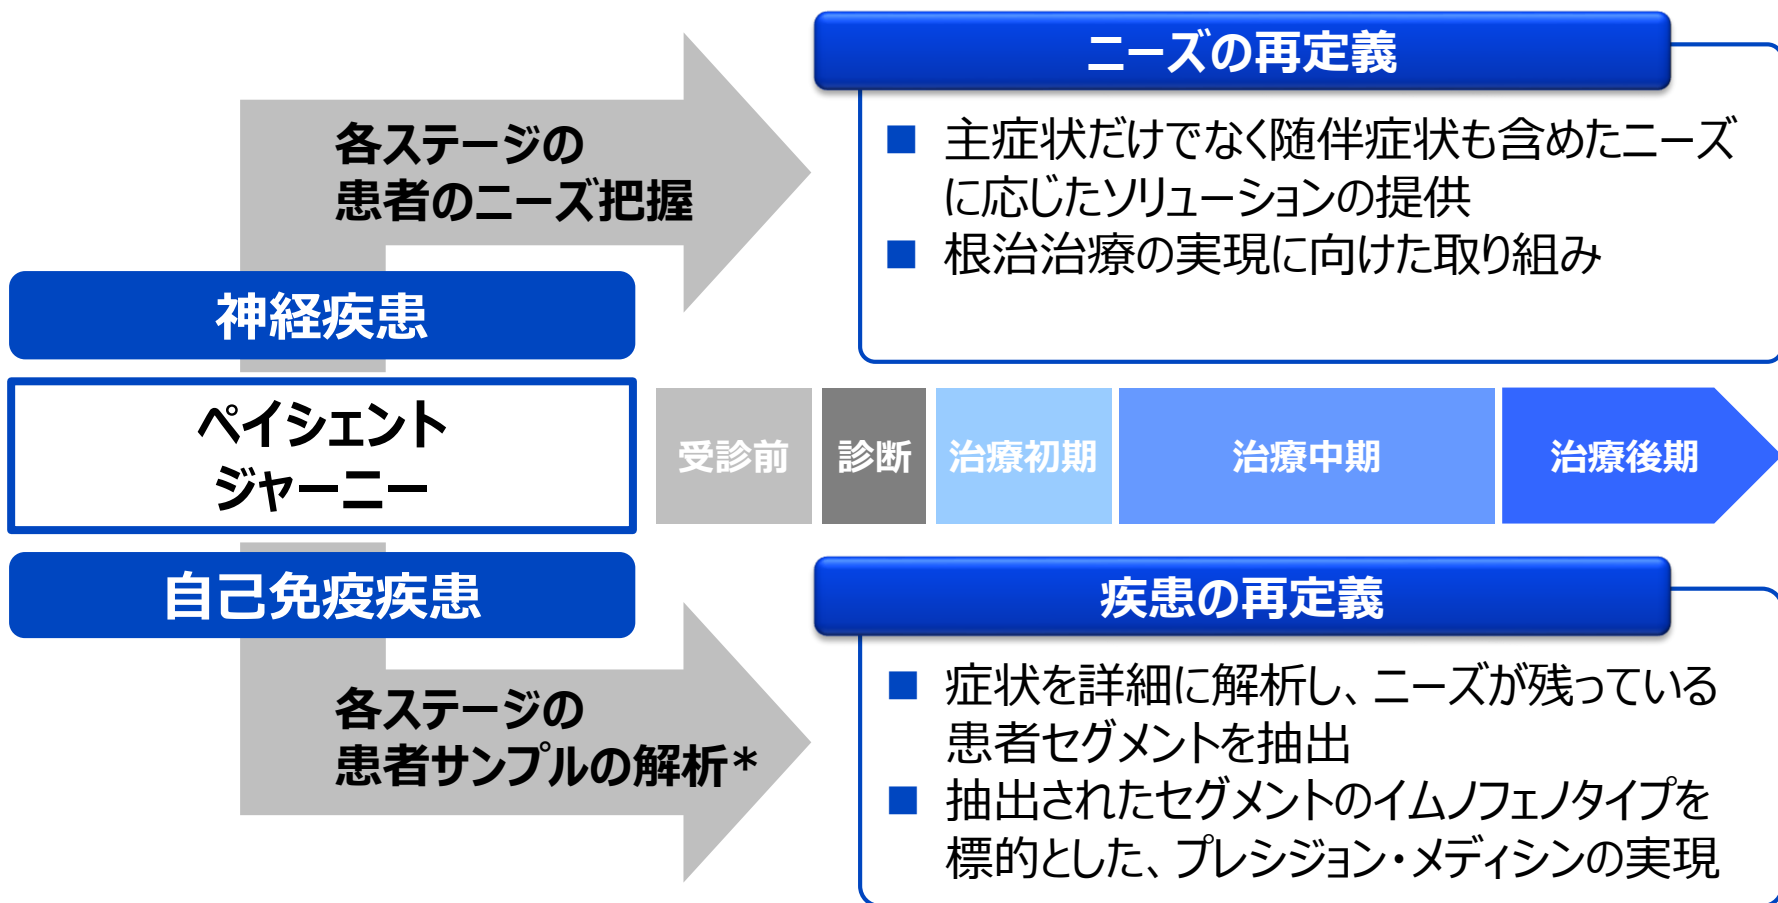 ニーズの再定義
各ステージの
患者のニーズ把握
■ 主症状だけでなく随伴症状も含めたニーズ
に応じたソリューションの提供
■ 根治治療の実現に向けた取り組み
神経疾患
ペイシェント
ジャーニー
受診前
診断
治療初期
治療中期
治療後期
自己免疫疾患
疾患の再定義
各ステージの
患者サンプルの解析*
■ 症状を詳細に解析し、ニーズが残っている
患者セグメントを抽出
■ 抽出されたセグメントのイムノフェノタイプを
標的とした、プレシジョン・メディシンの実現